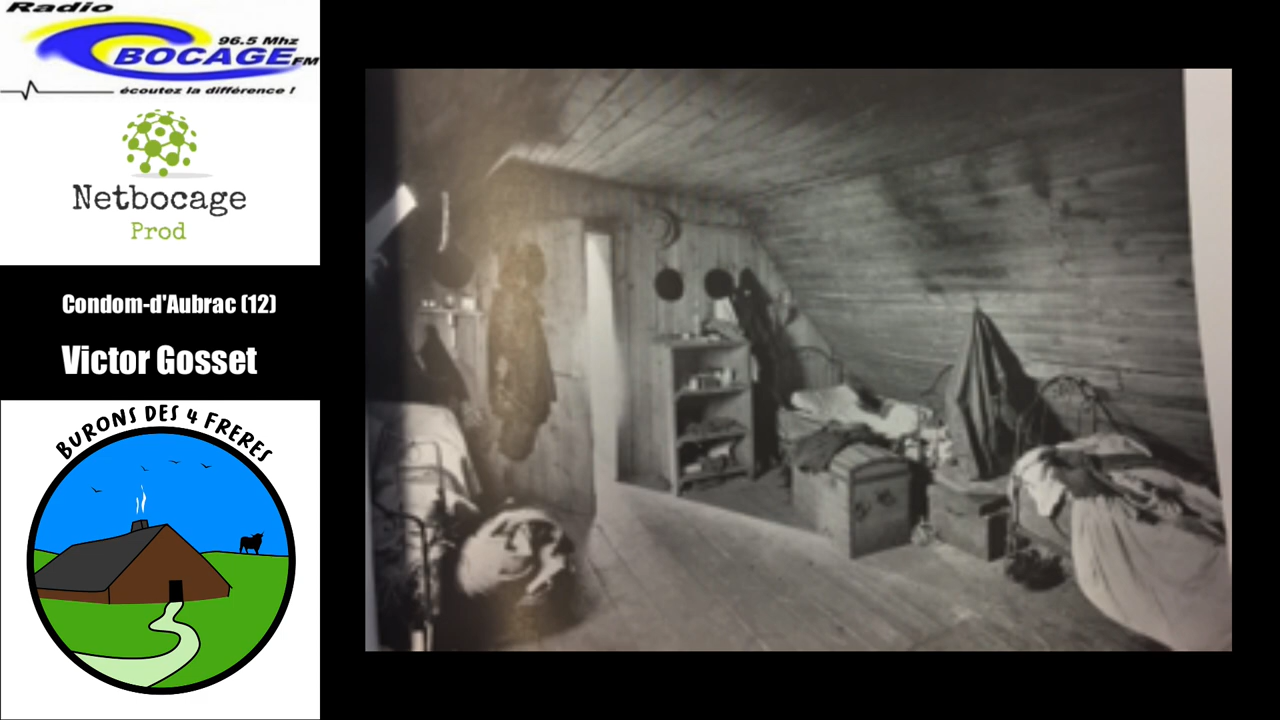 Radio
96.5 Mhz
BOCAGE FM
écoutez la différence !
Netbocage
Prod
Condom-d'Aubrac (12)
Victor Gosset
BURONS DES 4 FRERES